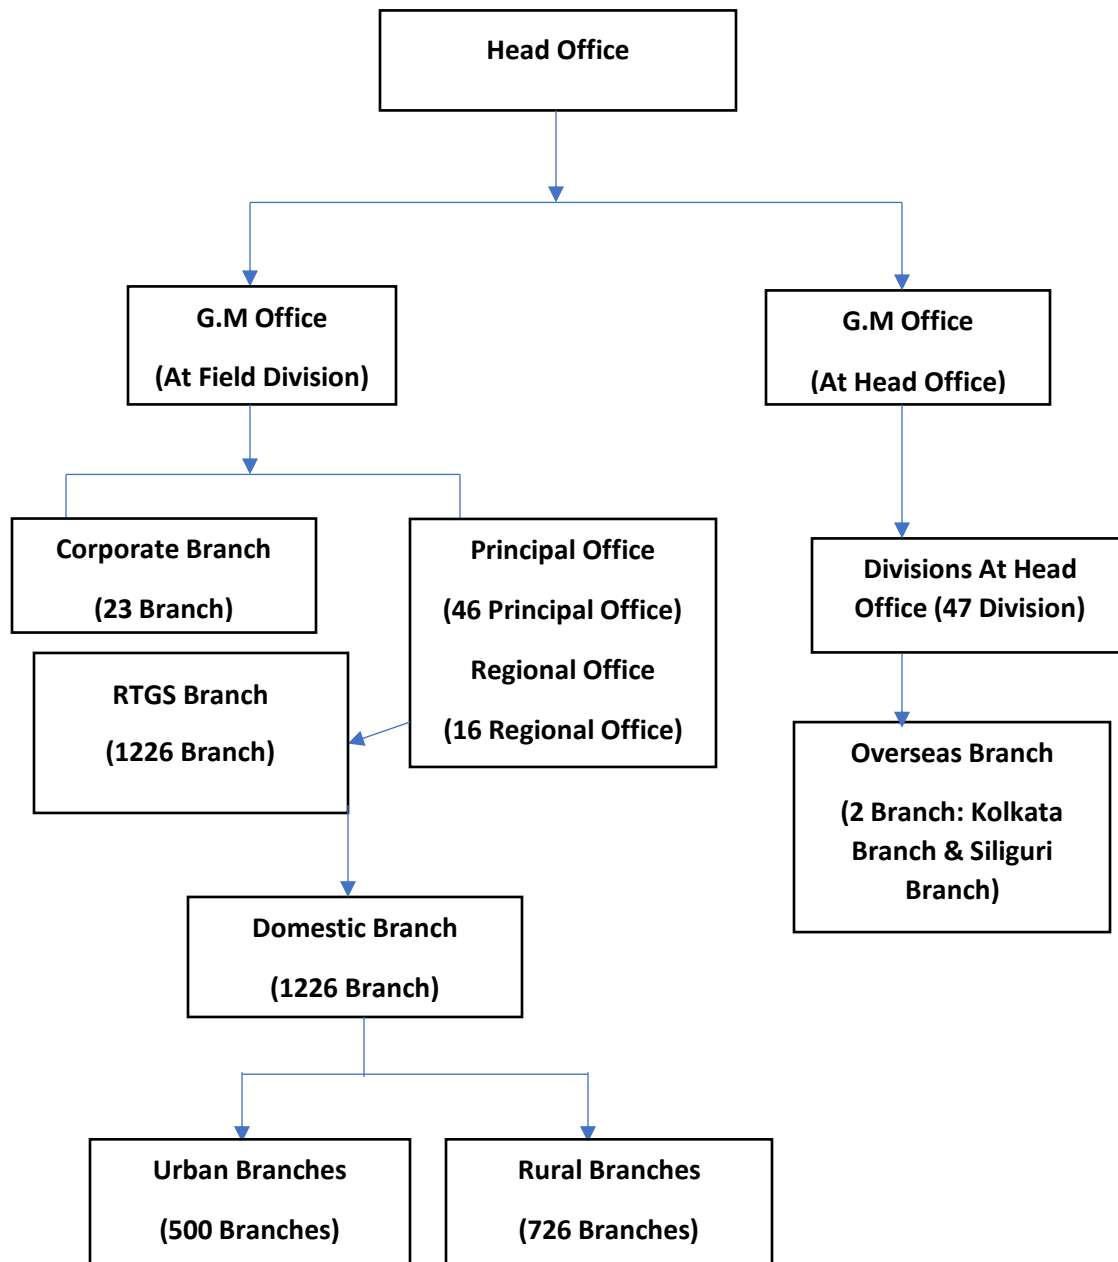 Head Office
G.M Office
(At Field Division)
G.M Office
(At Head Office)
Corporate Branch
(23 Branch)
Principal Office
(46 Principal Office)
Regional Office
(16 Regional Office)
Divisions At Head
Office (47 Division)
RTGS Branch
(1226 Branch)
Overseas Branch
(2 Branch: Kolkata
Branch & Siliguri
Branch)
Domestic Branch
(1226 Branch)
Urban Branches
(500 Branches)
Rural Branches
(726 Branches)